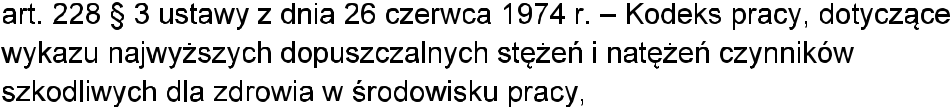 art. 228 § 3 ustawy z dnia 26 czerwca 1974 r. – Kodeks pracy, dotyczące
wykazu najwyższych dopuszczalnych stężeń i natężeń czynników
szkodliwych dla zdrowia w środowisku pracy,